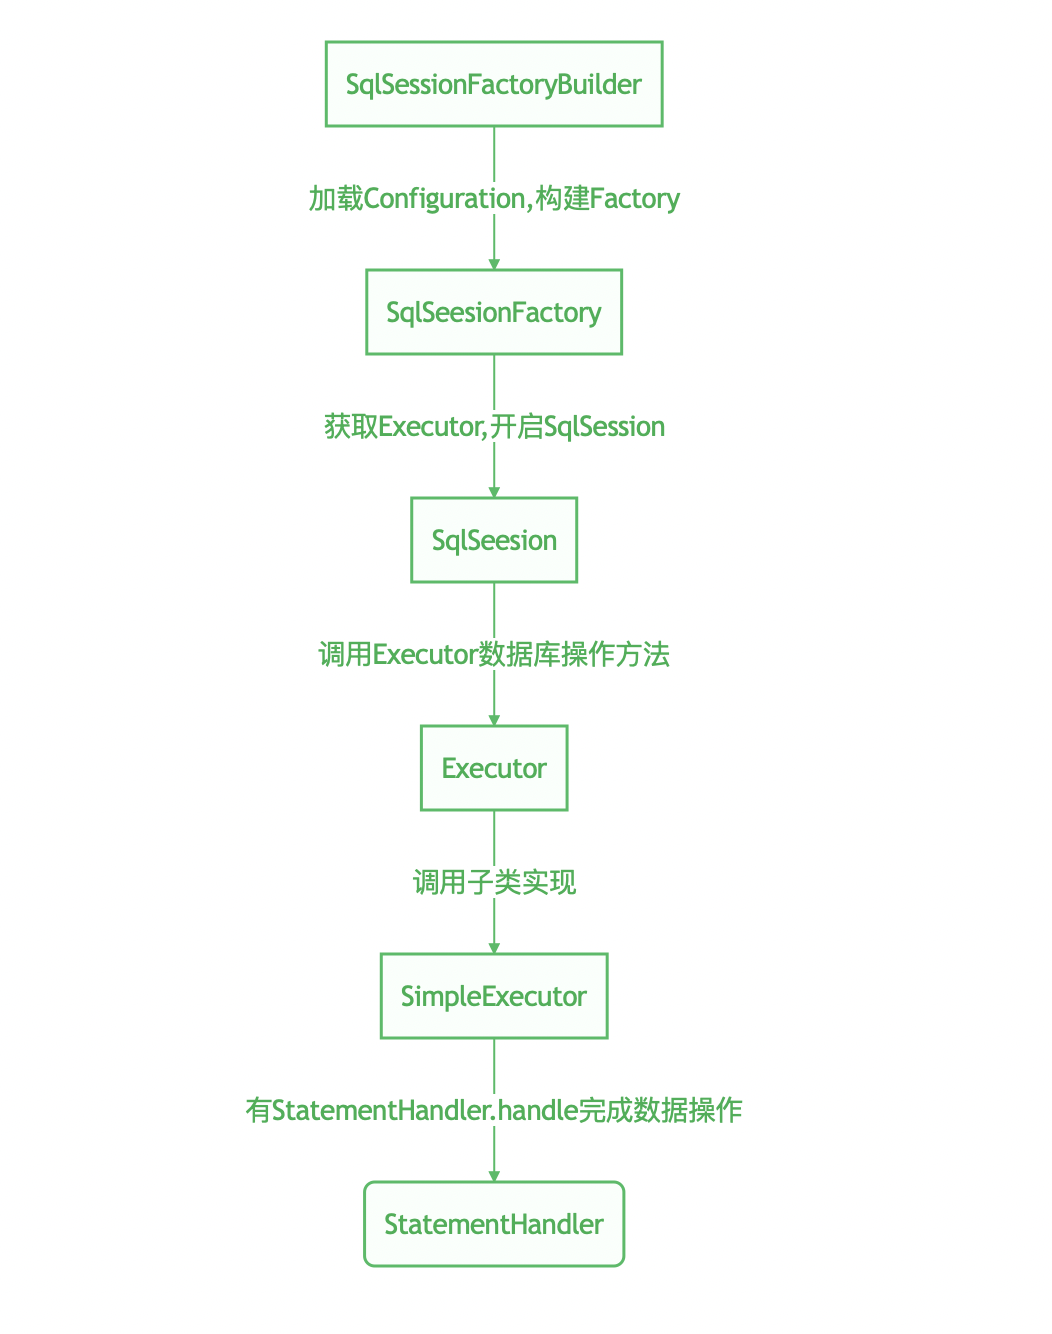 SqlSessionFactoryBuilder
加载Configuration,构建Factory
SqlSeesionFactory
获取Executor,开启SqlSession
SqlSeesion
调用Executor数据库操作方法
Executor
调用子类实现
SimpleExecutor
有StatementHandler.handle完成数据操作
StatementHandler